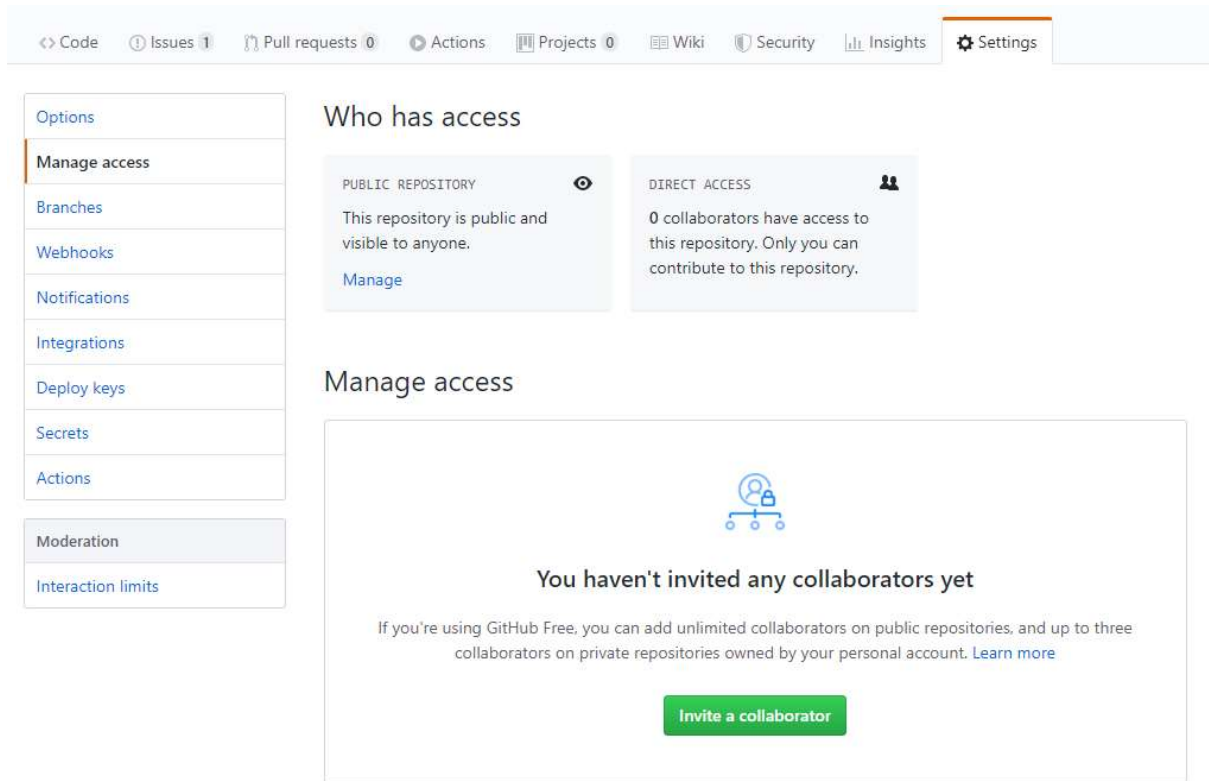 Code Issues 1 Pull requests 0 Actions Projects 0 Wiki Security Insights Settings
Options
Manage access
Branches
Webhooks
Notifications
Integrations
Deploy keys
Secrets
Actions
Moderation
Interaction limits
Who has access
PUBLIC REPOSITORY
This repository is public and
visible to anyone.
Manage
DIRECT ACCESS
0 collaborators have access to
this repository. Only you can
contribute to this repository.
Manage access
You haven't invited any collaborators yet
If you're using GitHub Free, you can add unlimited collaborators on public repositories, and up to three
collaborators on private repositories owned by your personal account. Learn more
Invite a collaborator